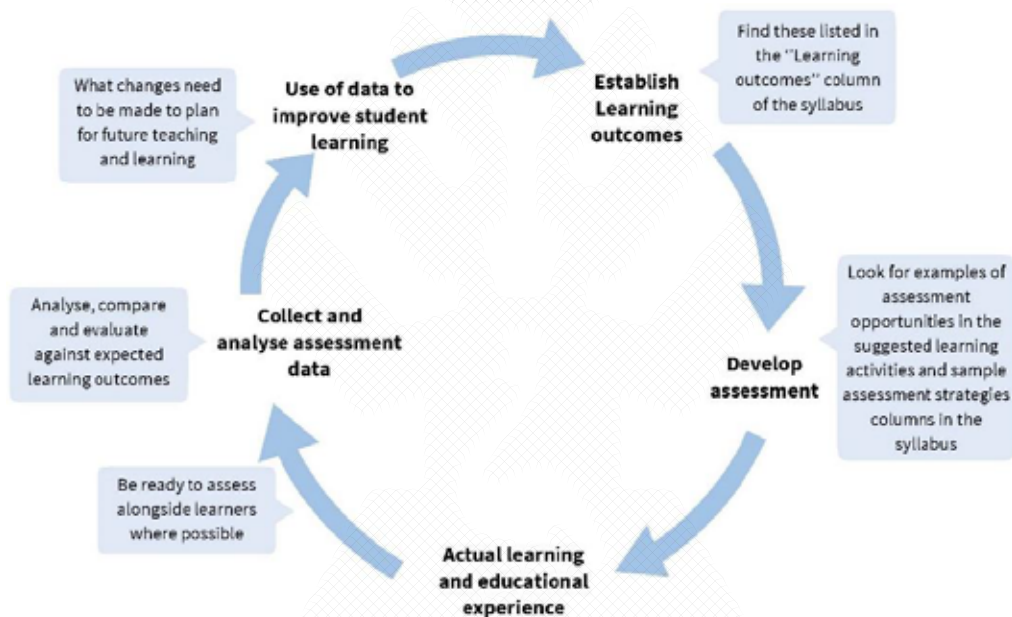 Find these listed in
the "Learning
outcomes" column
of the syllabus
Establish
Learning
outcomes
Use of data to
improve student
learning
What changes need
to be made to plan
for future teaching
and learning
Look for examples of
assessment
opportunities in the
suggested learning
activities and sample
assessment strategies
columns in the
syllabus
Develop
assessment
Analyse, compare
and evaluate
against expected
learning outcomes
Collect and
analyse assessment
data
Be ready to assess
alongside learners
where possible
Actual learning
and educational
experience